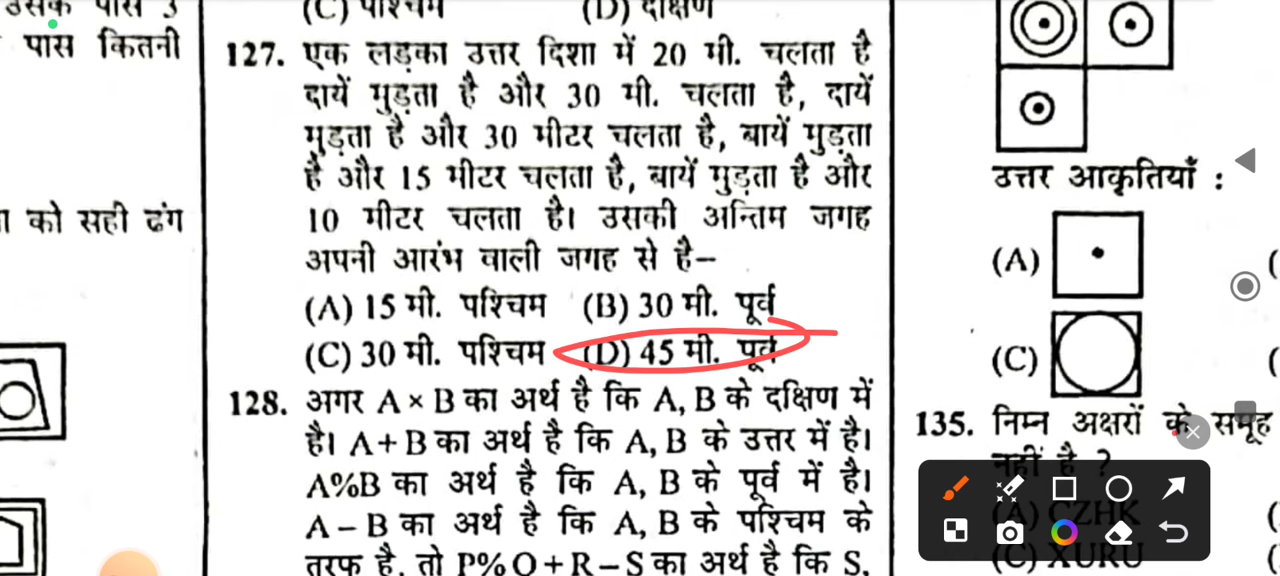 पास कितनी
को सही ढंग
(C) पश्चिम (D) दक्षिण
127. एक लड़का उत्तर दिशा में 20 मी. चलता है
दायें मुड़ता है और 30 मी. चलता है, दायें
मुड़ता है और 30 मीटर चलता है, बायें मुड़ता
है और 15 मीटर चलता है, बायें मुड़ता है और
10 मीटर चलता है। उसकी अन्तिम जगह
अपनी आरंभ वाली जगह से है–
(A) 15 मी. पश्चिम (B) 30 मी. पूर्व
(C) 30 मी. पश्चिम (D) 45 मी. पूर्व
128. अगर A × B का अर्थ है कि A, B के दक्षिण में
है। A + B का अर्थ है कि A, B के उत्तर में है।
A%B का अर्थ है कि A, B के पूर्व में है।
A – B का अर्थ है कि A, B के पश्चिम के
तरफ है, तो P% Q + R – S का अर्थ है कि S,
उत्तर आकृतियाँ :
(A)
(C)
135. निम्न अक्षरों के समूह
नहीं है ?
(A) CZHK
(C) XURU